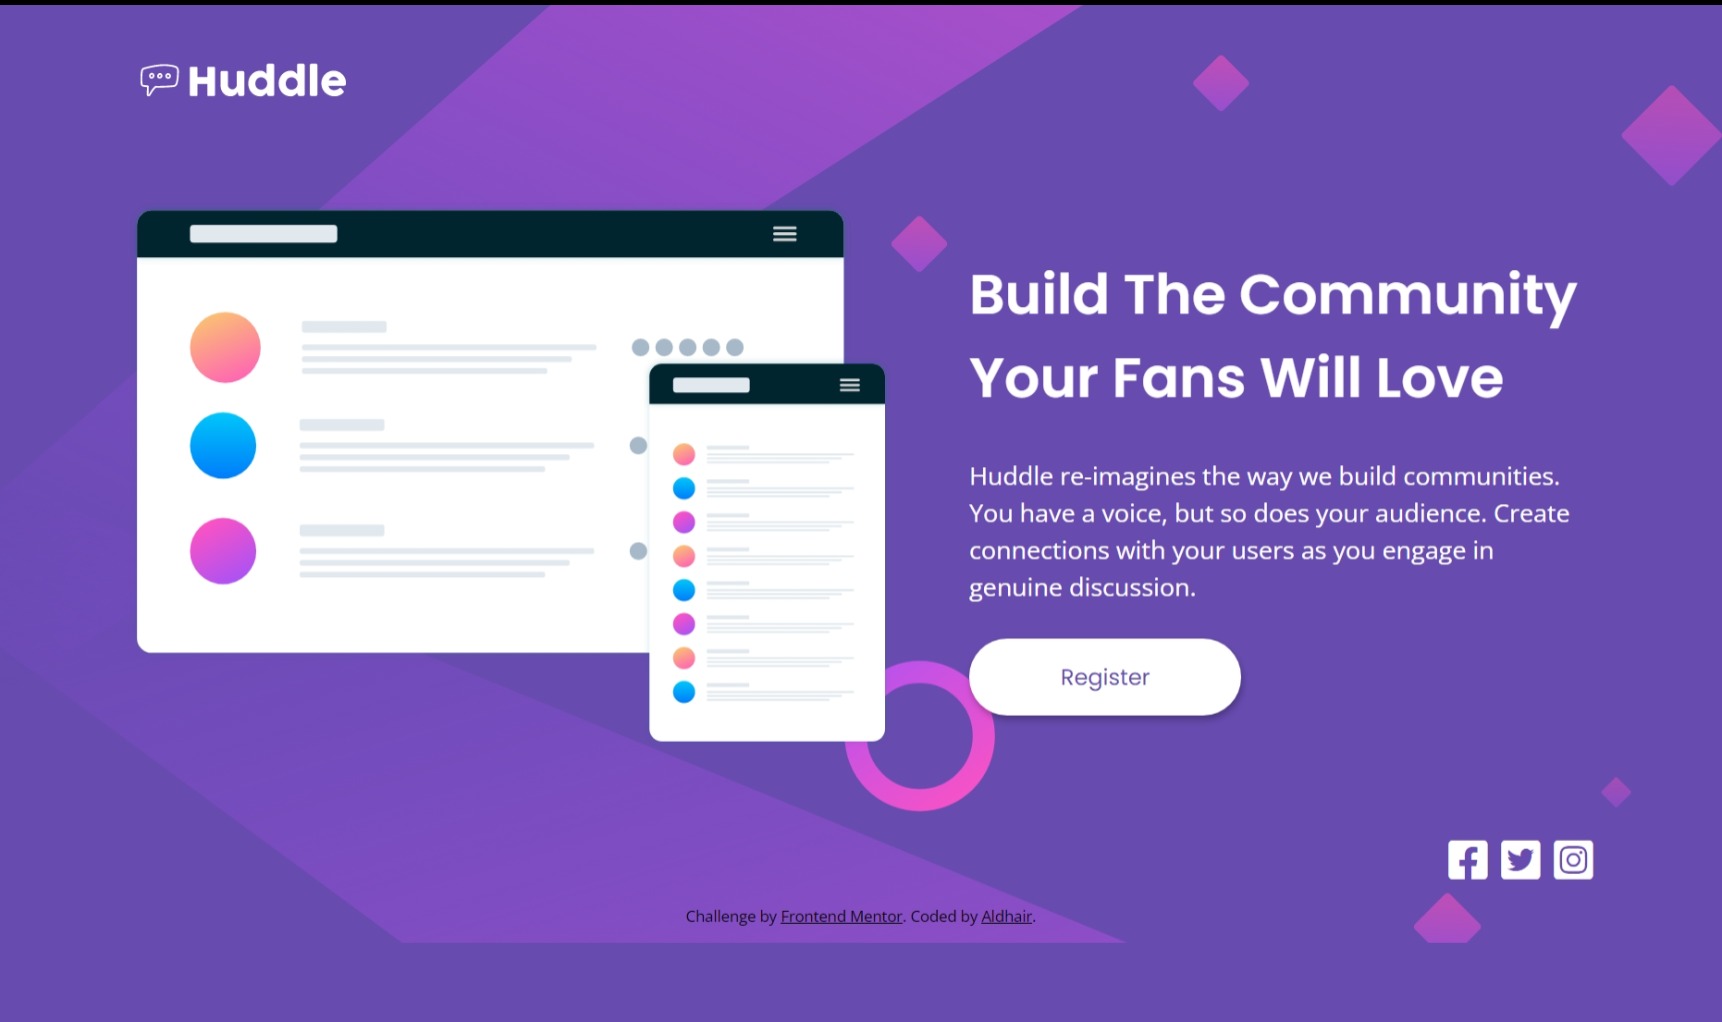 Huddle
Build The Community
Your Fans Will Love
Huddle re-imagines the way we build communities.
You have a voice, but so does your audience. Create
connections with your users as you engage in
genuine discussion.
Register
Challenge by Frontend Mentor. Coded by Aldhair.